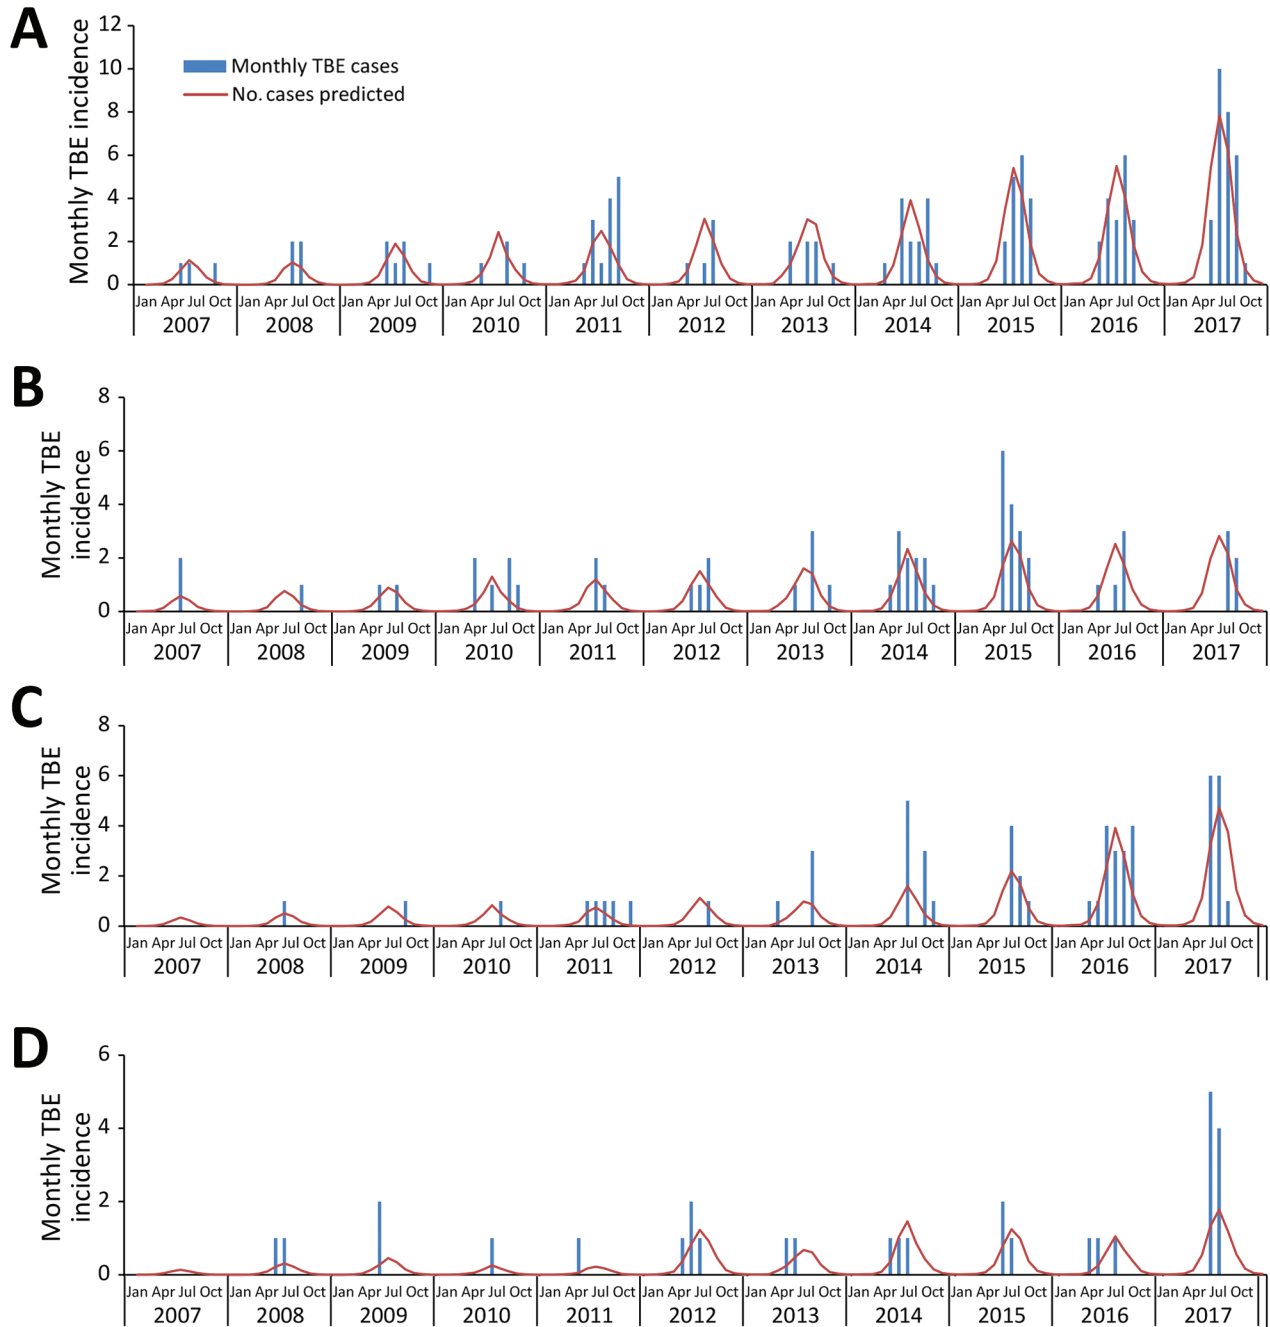 A
Monthly TBE incidence
12
10
8
6
4
2
0
Monthly TBE cases
No. cases predicted
Jan Apr Jul Oct Jan Apr Jul Oct Jan Apr Jul Oct Jan Apr Jul Oct Jan Apr Jul Oct Jan Apr Jul Oct Jan Apr Jul Oct Jan Apr Jul Oct Jan Apr Jul Oct Jan Apr Jul Oct Jan Apr Jul Oct
2007 2008 2009 2010 2011 2012 2013 2014 2015 2016 2017
B
Monthly TBE
incidence
8
6
4
2
0
Jan Apr Jul Oct Jan Apr Jul Oct Jan Apr Jul Oct Jan Apr Jul Oct Jan Apr Jul Oct Jan Apr Jul Oct Jan Apr Jul Oct Jan Apr Jul Oct Jan Apr Jul Oct Jan Apr Jul Oct Jan Apr Jul Oct
2007 2008 2009 2010 2011 2012 2013 2014 2015 2016 2017
C
Monthly TBE
incidence
8
6
4
2
0
Jan Apr Jul Oct Jan Apr Jul Oct Jan Apr Jul Oct Jan Apr Jul Oct Jan Apr Jul Oct Jan Apr Jul Oct Jan Apr Jul Oct Jan Apr Jul Oct Jan Apr Jul Oct Jan Apr Jul Oct Jan Apr Jul Oct
2007 2008 2009 2010 2011 2012 2013 2014 2015 2016 2017
D
Monthly TBE
incidence
6
4
2
0
Jan Apr Jul Oct Jan Apr Jul Oct Jan Apr Jul Oct Jan Apr Jul Oct Jan Apr Jul Oct Jan Apr Jul Oct Jan Apr Jul Oct Jan Apr Jul Oct Jan Apr Jul Oct Jan Apr Jul Oct Jan Apr Jul Oct
2007 2008 2009 2010 2011 2012 2013 2014 2015 2016 2017